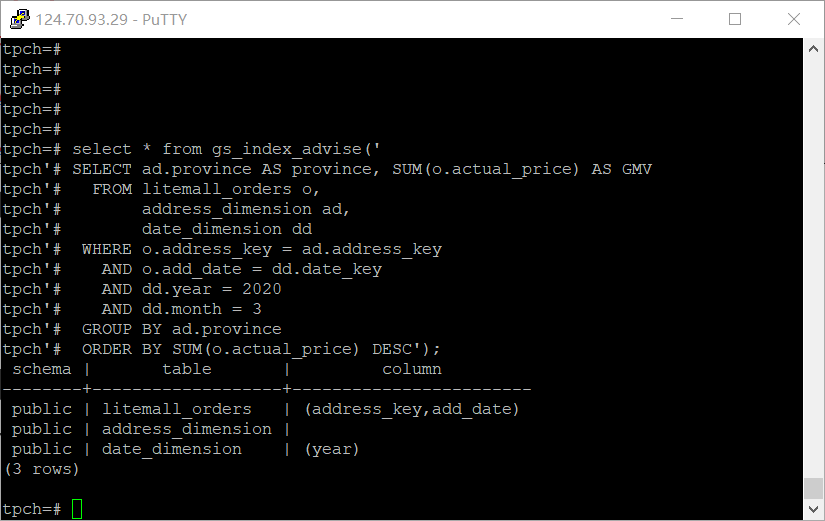 124.70.93.29 - PuTTY
tpch=#
tpch=#
tpch=#
tpch=#
tpch=#
tpch=# select * from gs_index_advise('
tpch'# SELECT ad.province AS province, SUM(o.actual_price) AS GMV
tpch'#   FROM litemall_orders o,
tpch'#        address_dimension ad,
tpch'#        date_dimension dd
tpch'#  WHERE o.address_key = ad.address_key
tpch'#    AND o.add_date = dd.date_key
tpch'#    AND dd.year = 2020
tpch'#    AND dd.month = 3
tpch'#  GROUP BY ad.province
tpch'#  ORDER BY SUM(o.actual_price) DESC');
 schema |       table       |         column
--------+-------------------+------------------------
 public | litemall_orders   | (address_key,add_date)
 public | address_dimension |
 public | date_dimension    | (year)
(3 rows)
tpch=#